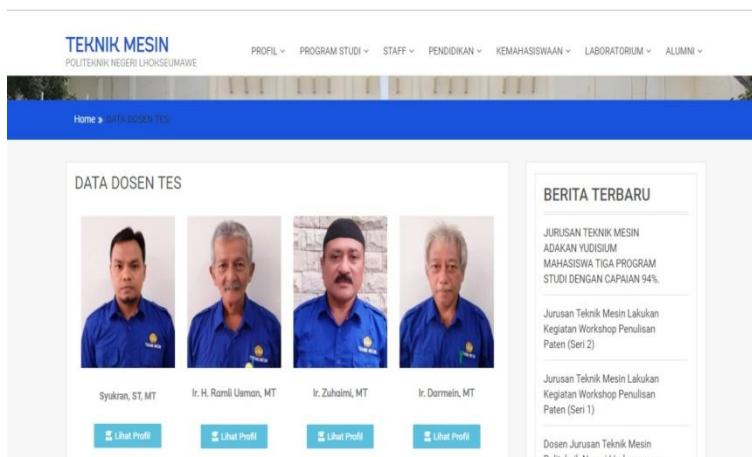 TEKNIK MESIN
POLITEKNIK NEGERI LHOKSEUMAWE
PROFIL PROGRAM STUDI STAFF PENDIDIKAN KEMAHASISWAAN LABORATORIUM ALUMNI
Home » DATA DOSEN TES
DATA DOSEN TES
Syukran, ST, MT
Lihat Profil
Ir. H. Ramli Usman, MT
Lihat Profil
Ir. Zuhaimi, MT
Lihat Profil
Ir. Darmein, MT
Lihat Profil
BERITA TERBARU
JURUSAN TEKNIK MESIN
ADAKAN YUDISIUM
MAHASISWA TIGA PROGRAM
STUDI DENGAN CAPAIAN 94%.
Jurusan Teknik Mesin Lakukan
Kegiatan Workshop Penulisan
Paten (Seri 2)
Jurusan Teknik Mesin Lakukan
Kegiatan Workshop Penulisan
Paten (Seri 1)
Dosen Jurusan Teknik Mesin